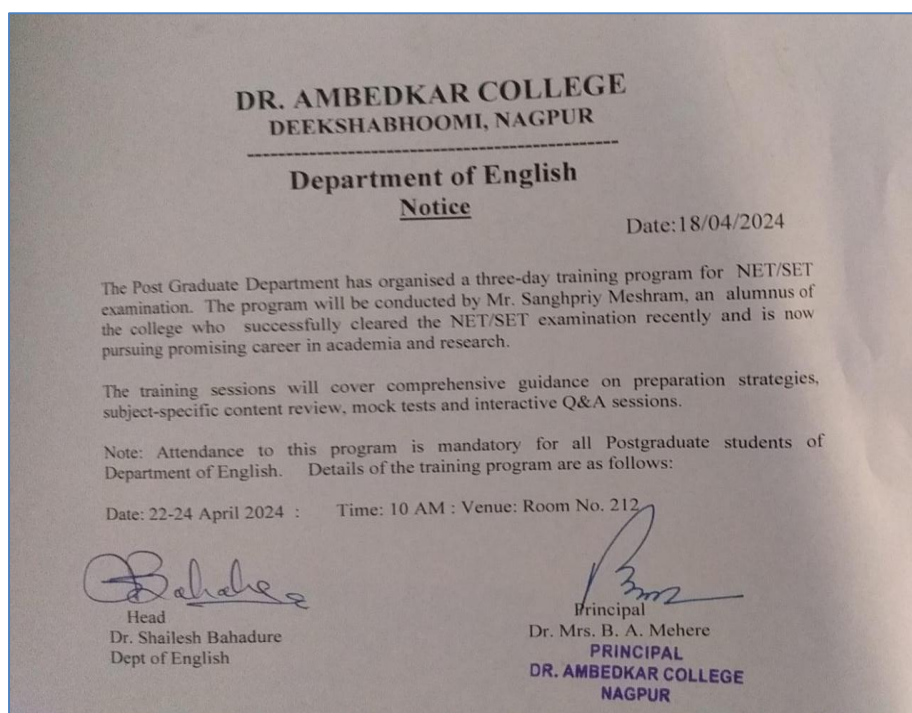 DR. AMBEDKAR COLLEGE
DEEKSHABHOOMI, NAGPUR
-----------------------------------------------
Department of English
Notice
Date:18/04/2024
The Post Graduate Department has organised a three-day training program for NET/SET
examination. The program will be conducted by Mr. Sanghpriy Meshram, an alumnus of
the college who successfully cleared the NET/SET examination recently and is now
pursuing promising career in academia and research.
The training sessions will cover comprehensive guidance on preparation strategies,
subject-specific content review, mock tests and interactive Q&A sessions.
Note: Attendance to this program is mandatory for all Postgraduate students of
Department of English. Details of the training program are as follows:
Date: 22-24 April 2024 : Time: 10 AM : Venue: Room No. 212
Head
Dr. Shailesh Bahadure
Dept of English
Principal
Dr. Mrs. B. A. Mehere
PRINCIPAL
DR. AMBEDKAR COLLEGE
NAGPUR